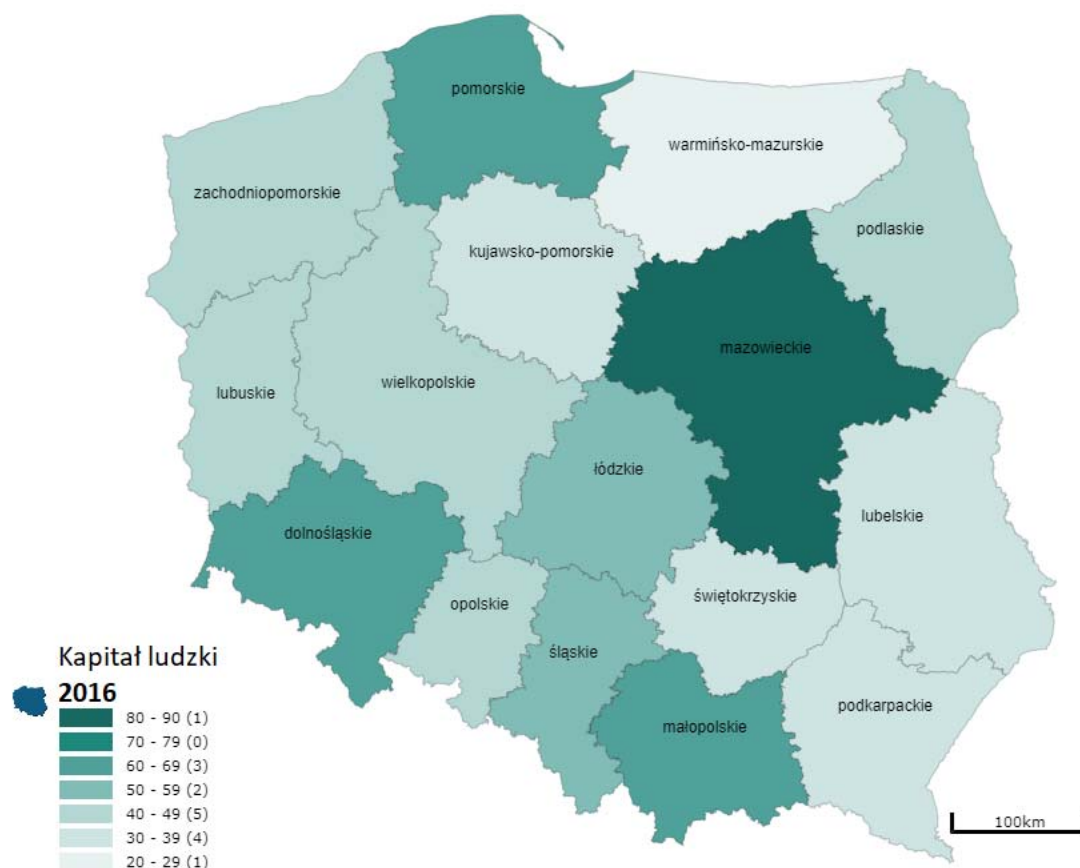 pomorskie
warmińsko-mazurskie
zachodniopomorskie
podlaskie
kujawsko-pomorskie
mazowieckie
wielkopolskie
lubuskie
łódzkie
lubelskie
dolnośląskie
świętokrzyskie
opolskie
śląskie
podkarpackie
małopolskie
Kapitał ludzki
2016
80 - 90 (1)
70 - 79 (0)
60 - 69 (3)
50 - 59 (2)
40 - 49 (5)
30 - 39 (4)
20 - 29 (1)
100km